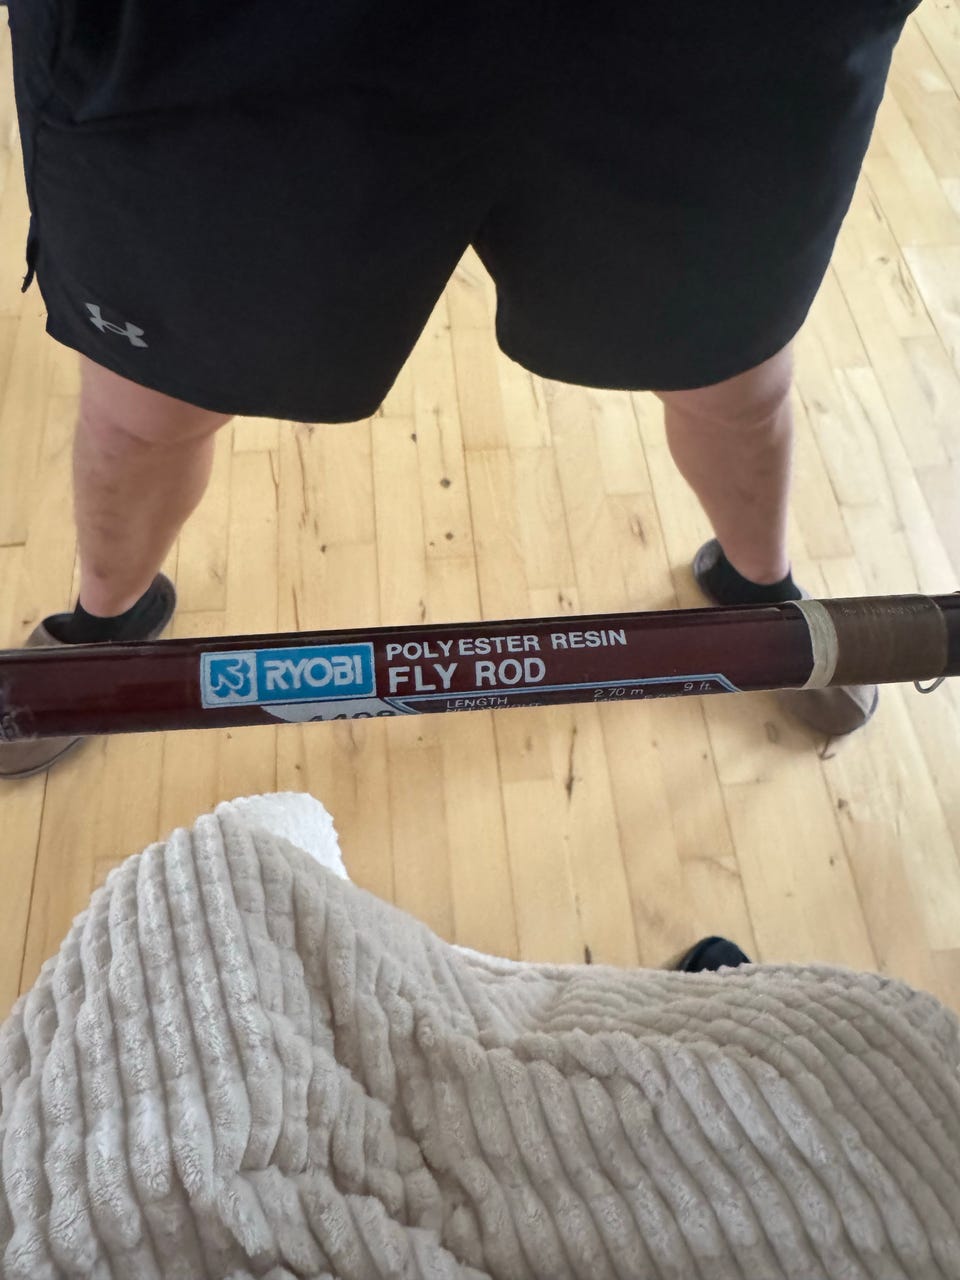 RYOBI
POLYESTER RESIN
FLY ROD
LENGTH 2.70 m 9 ft.